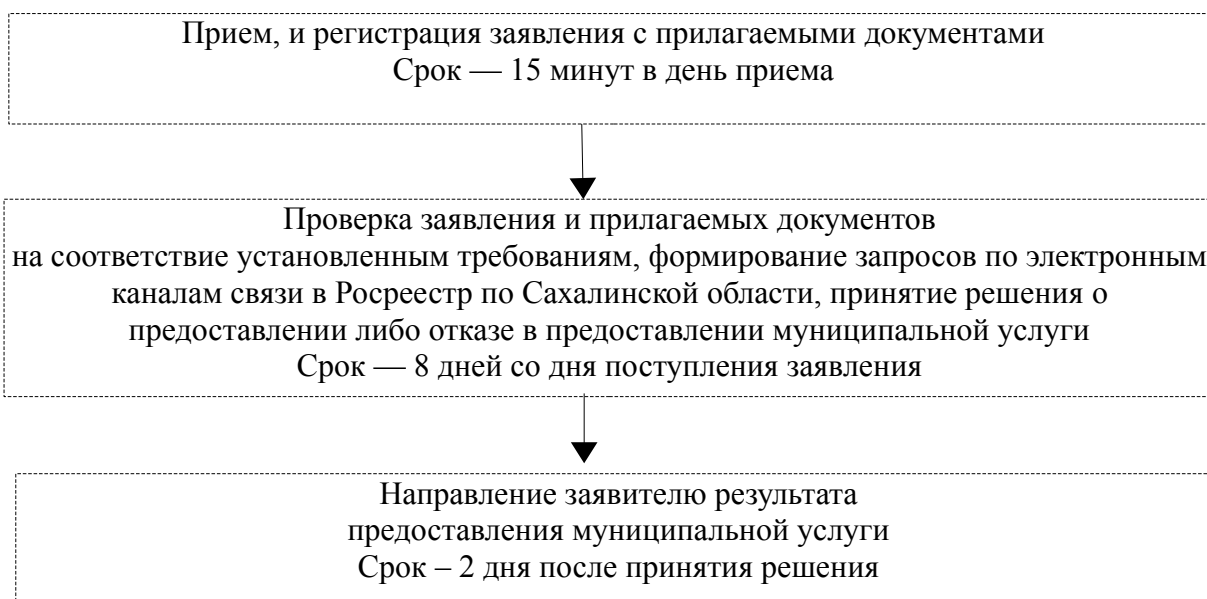 Прием, и регистрация заявления с прилагаемыми документами
Срок — 15 минут в день приема
Проверка заявления и прилагаемых документов
на соответствие установленным требованиям, формирование запросов по электронным
каналам связи в Росреестр по Сахалинской области, принятие решения о
предоставлении либо отказе в предоставлении муниципальной услуги
Срок — 8 дней со дня поступления заявления
Направление заявителю результата
предоставления муниципальной услуги
Срок – 2 дня после принятия решения